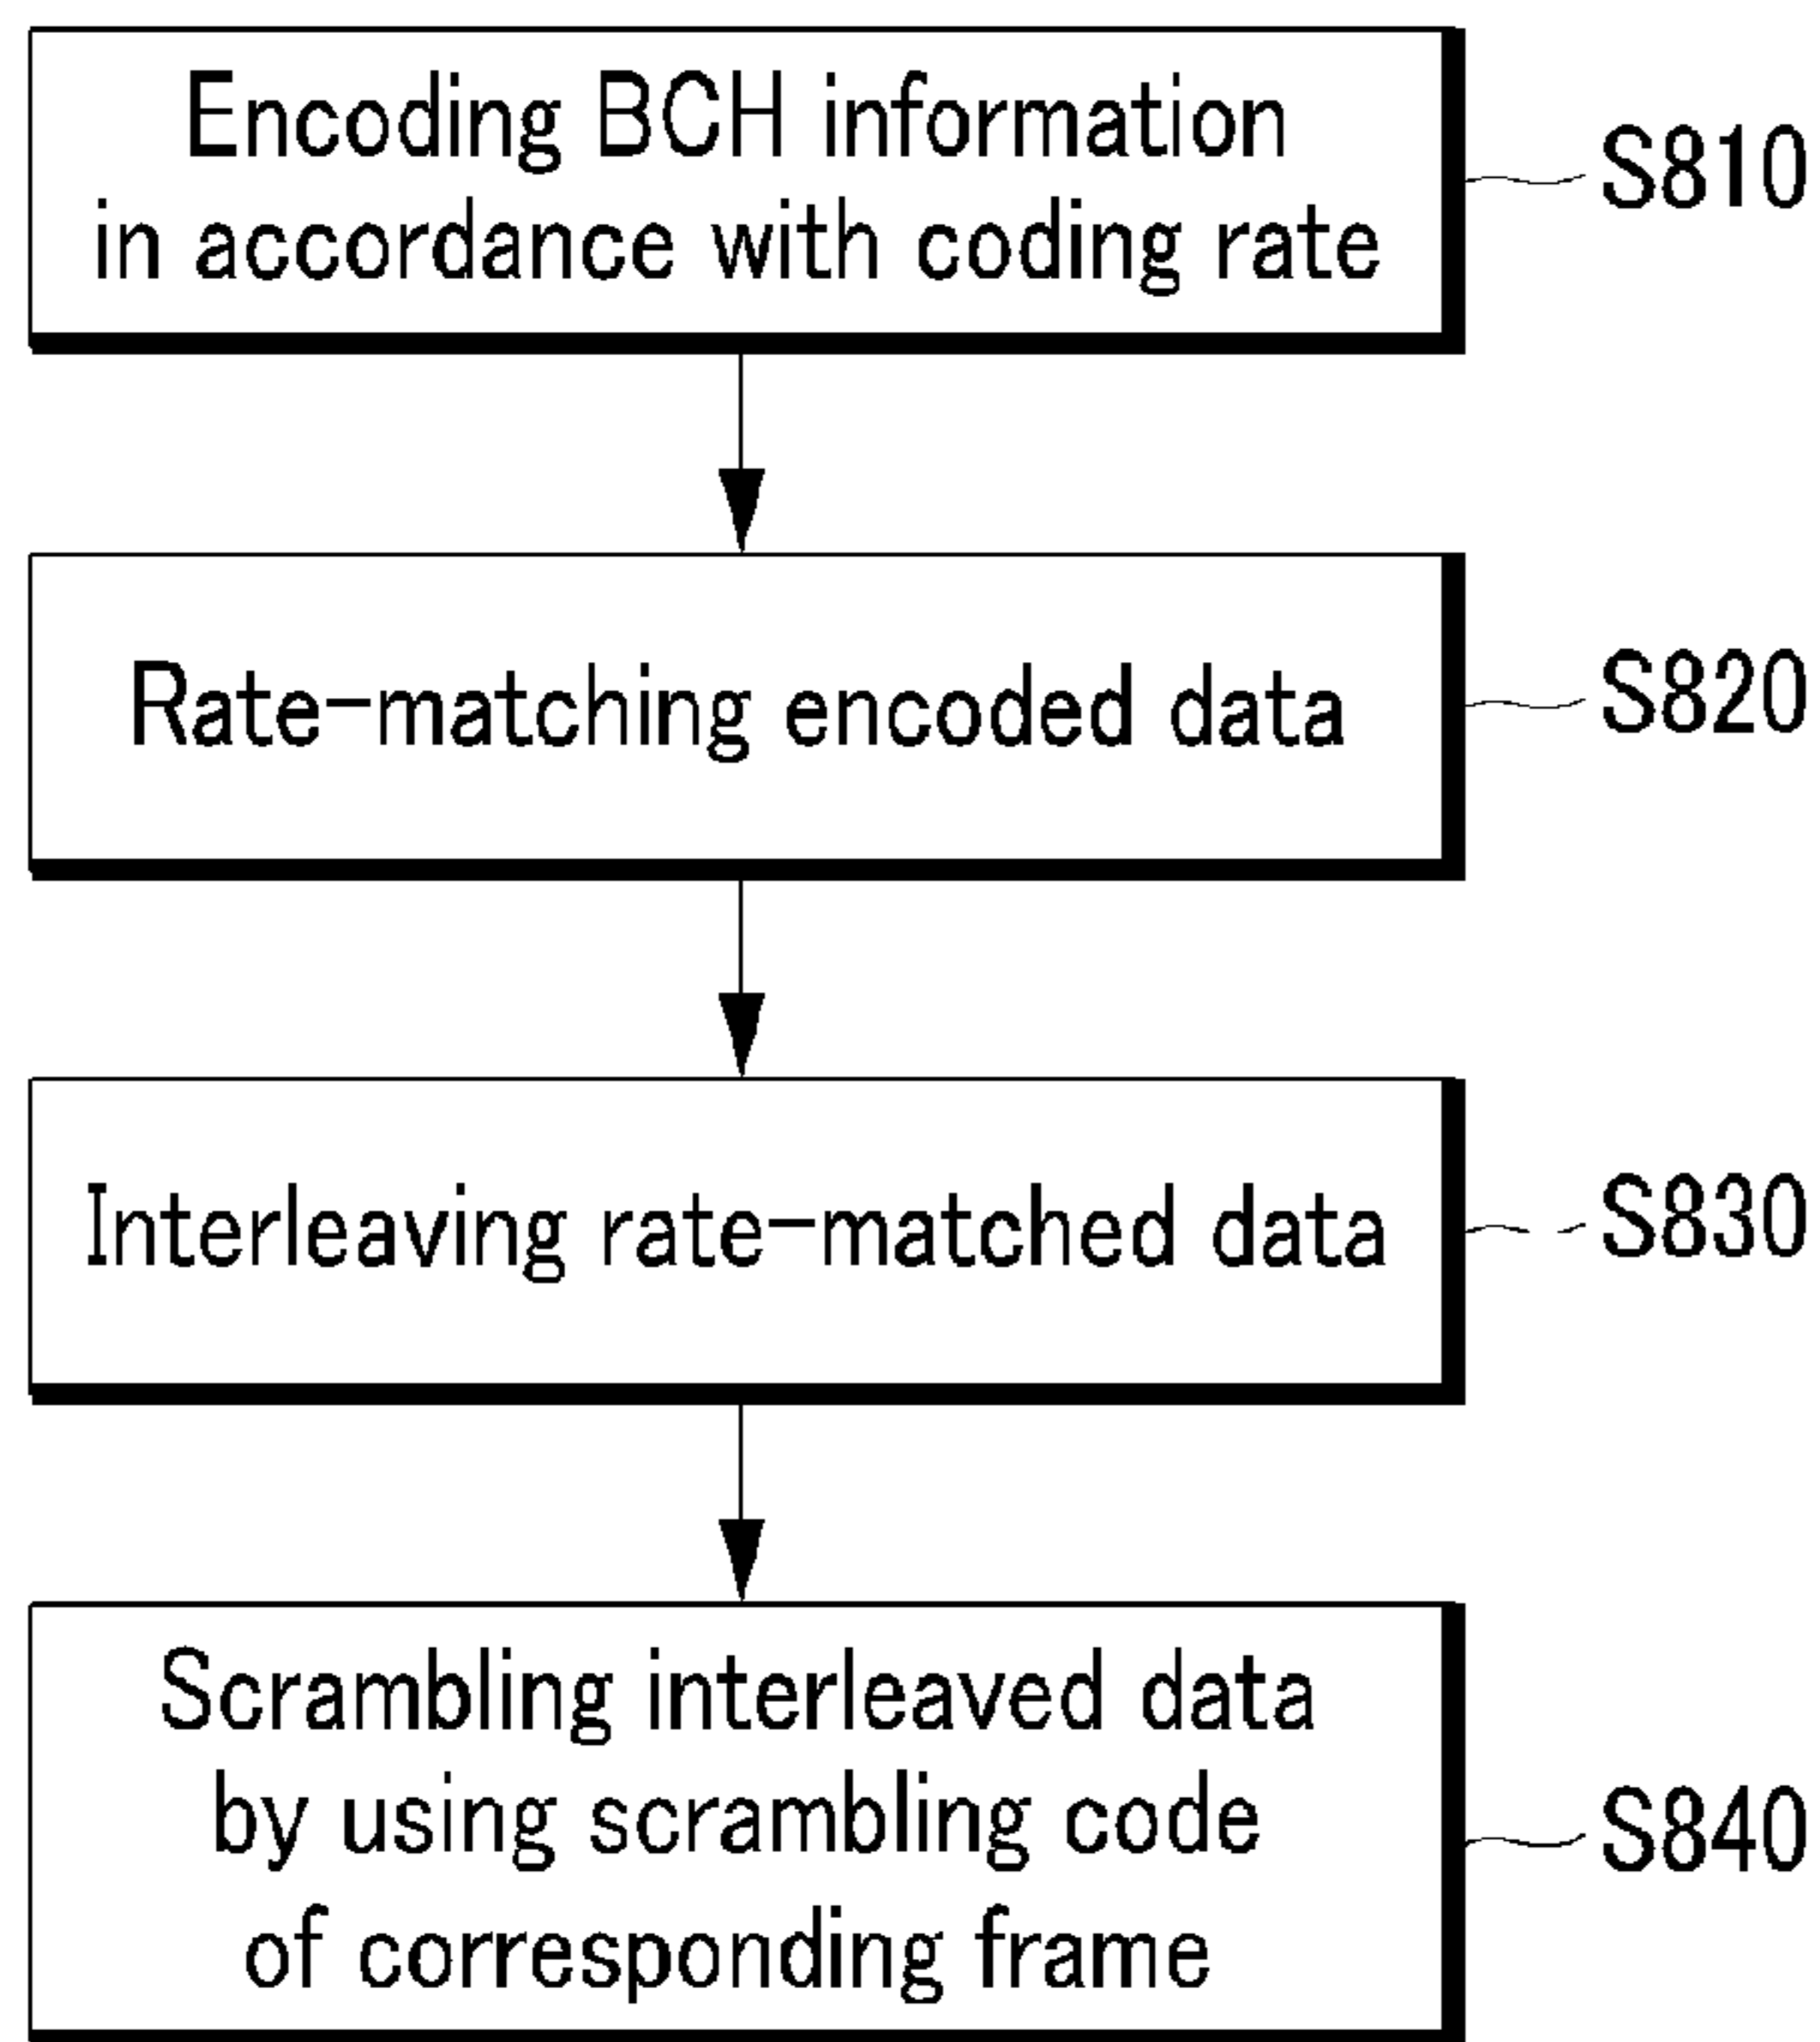 Encoding BCH information
in accordance with coding rate
S810
Rate-matching encoded data
S820
Interleaving rate-matched data
S830
Scrambling interleaved data
by using scrambling code
of corresponding frame
S840